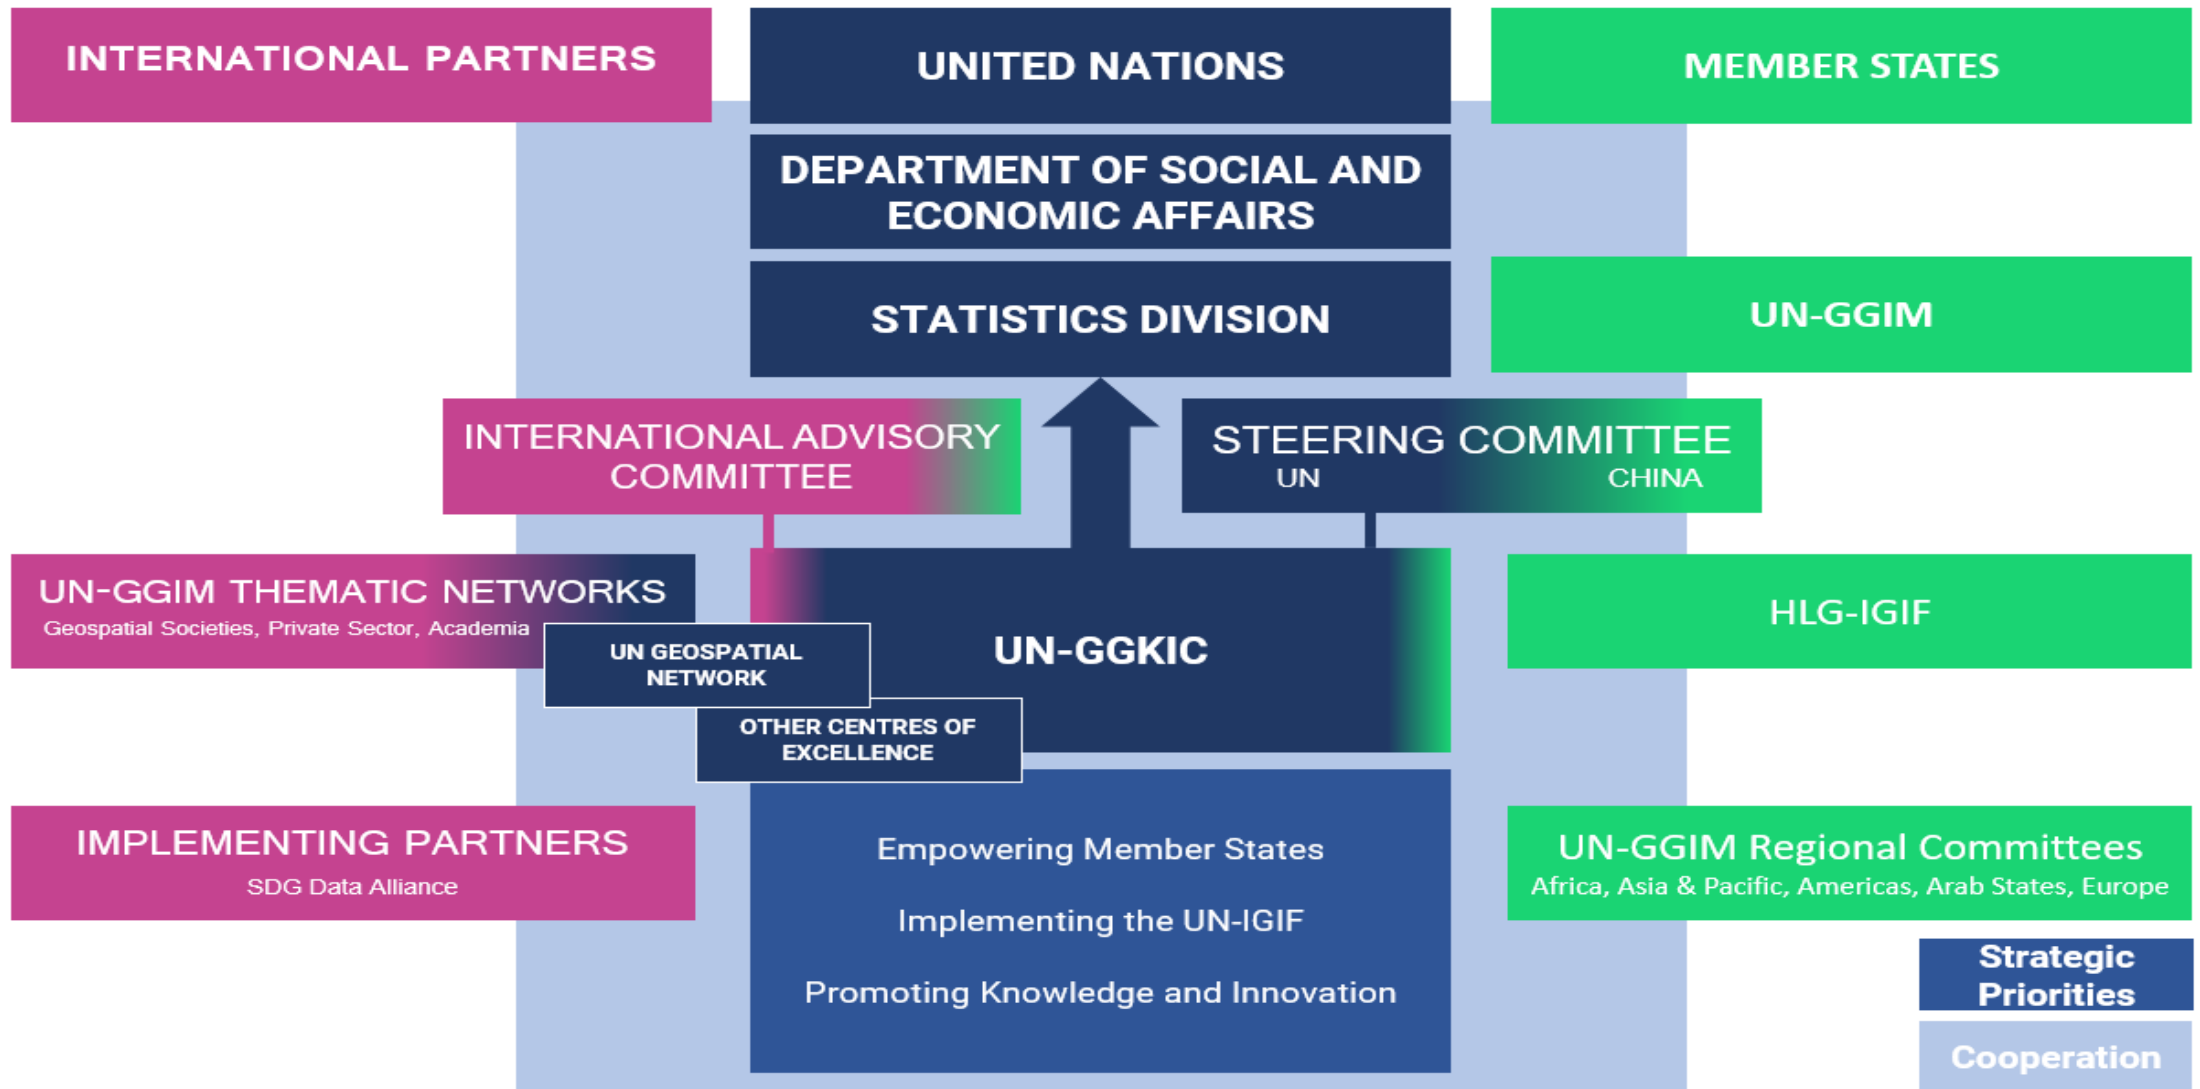 INTERNATIONAL PARTNERS
UNITED NATIONS
MEMBER STATES
DEPARTMENT OF SOCIAL AND
ECONOMIC AFFAIRS
STATISTICS DIVISION
UN-GGIM
INTERNATIONAL ADVISORY
COMMITTEE
STEERING COMMITTEE
UN CHINA
UN-GGIM THEMATIC NETWORKS
Geospatial Societies, Private Sector, Academia
UN GEOSPATIAL
NETWORK
UN-GGKIC
HLG-IGIF
OTHER CENTRES OF
EXCELLENCE
IMPLEMENTING PARTNERS
SDG Data Alliance
Empowering Member States
Implementing the UN-IGIF
Promoting Knowledge and Innovation
UN-GGIM Regional Committees
Africa, Asia & Pacific, Americas, Arab States, Europe
Strategic
Priorities
Cooperation